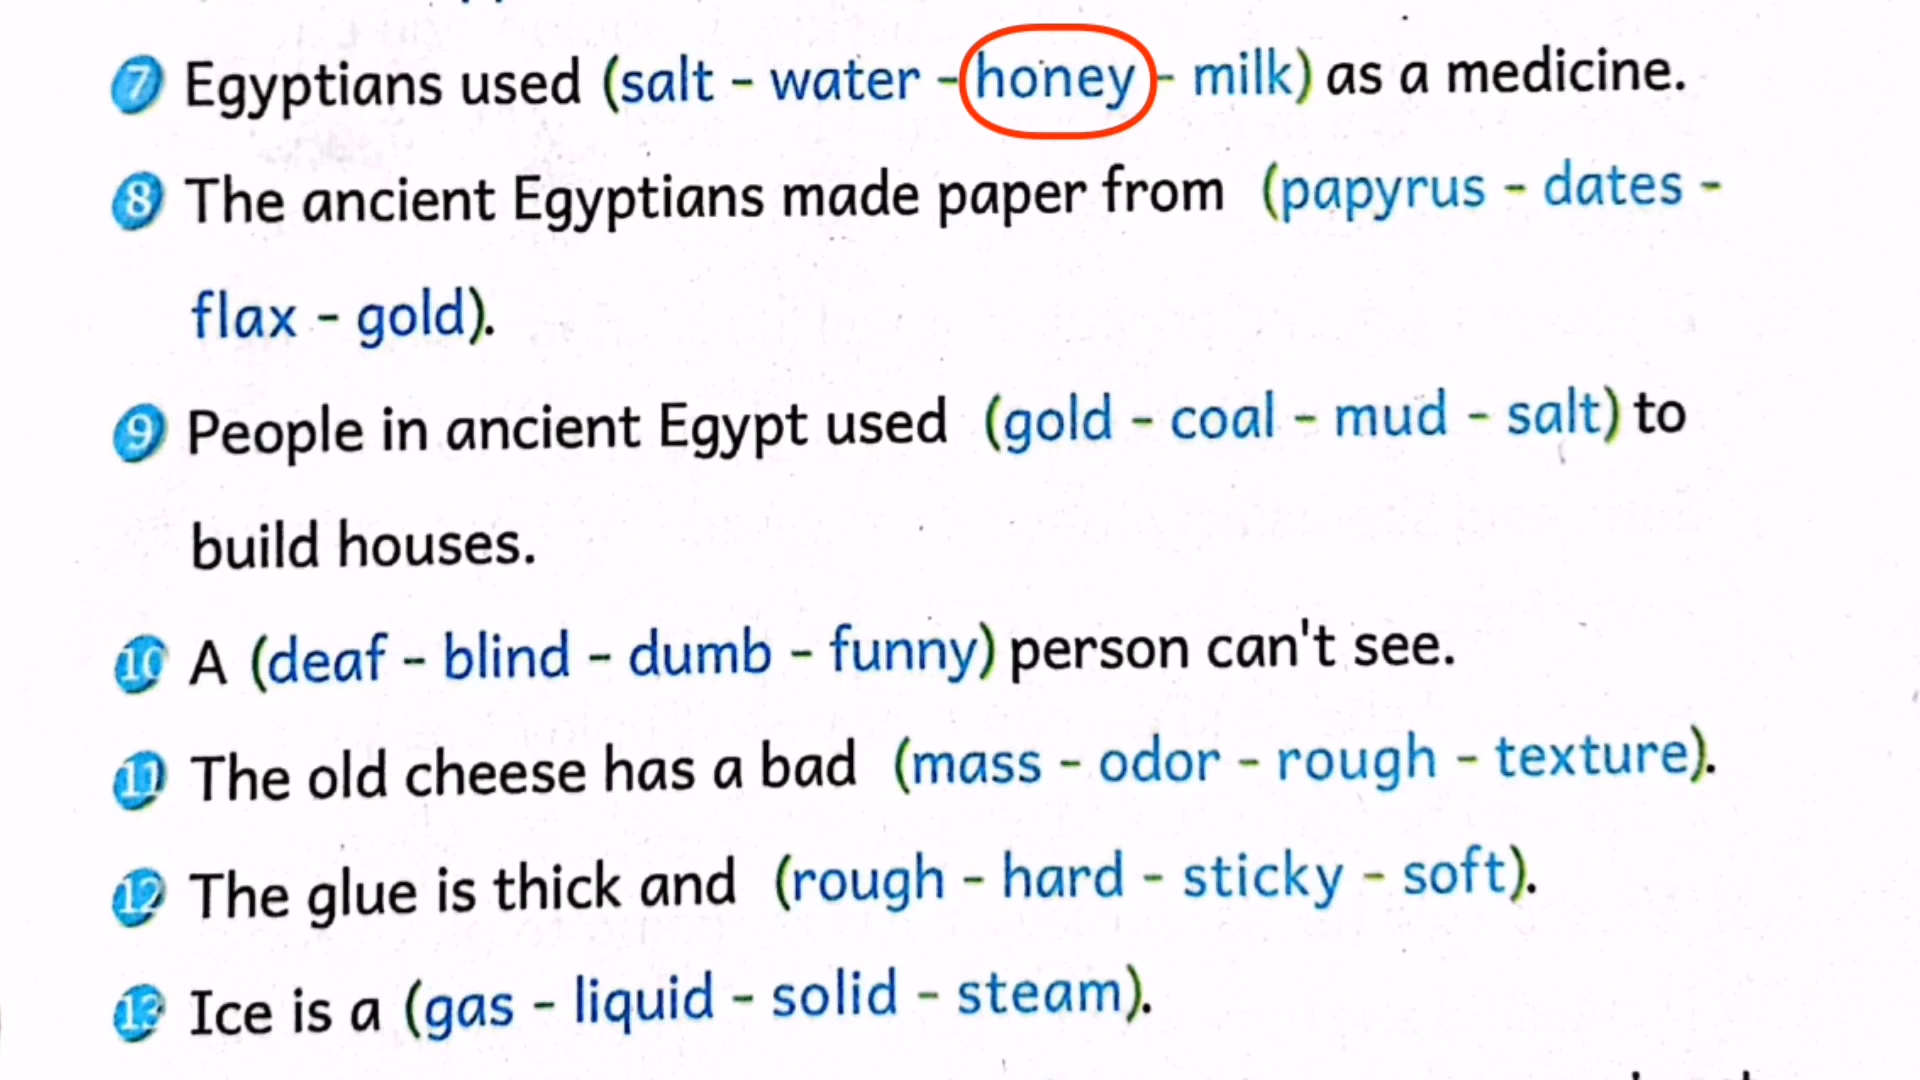 7 Egyptians used (salt - water - honey - milk) as a medicine.
8 The ancient Egyptians made paper from (papyrus - dates -
flax - gold).
9 People in ancient Egypt used (gold - coal - mud - salt) to
build houses.
10 A (deaf - blind - dumb - funny) person can't see.
11 The old cheese has a bad (mass - odor - rough - texture).
12 The glue is thick and (rough - hard - sticky - soft).
13 Ice is a (gas - liquid - solid - steam).